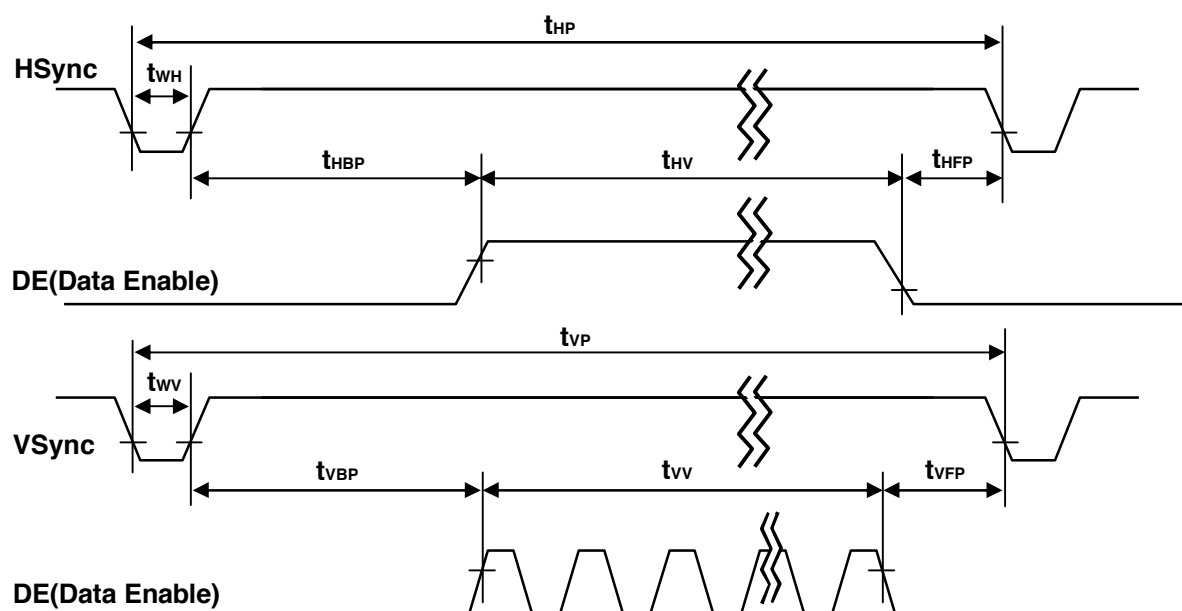 tHP
HSync
tWH
tHBP
tHV
tHFP
DE(Data Enable)
tVP
tWV
VSync
tVBP
tVV
tVFP
DE(Data Enable)